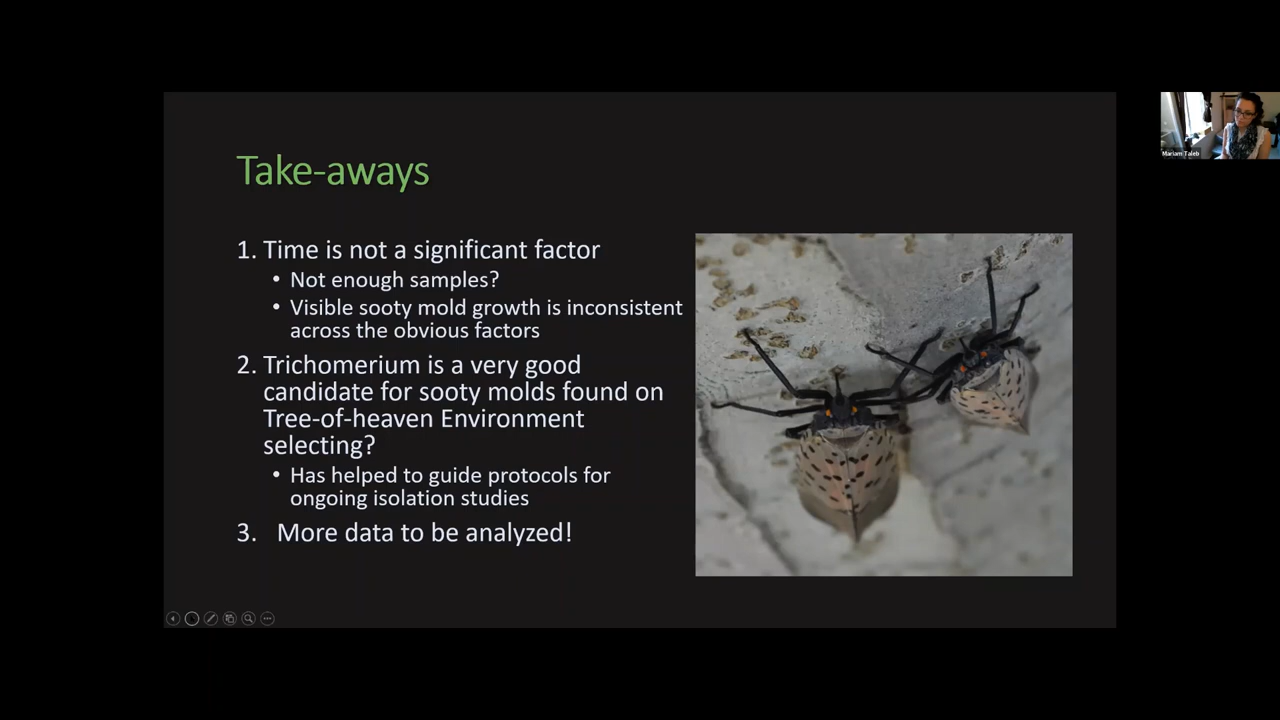 Take-aways
1. Time is not a significant factor
• Not enough samples?
• Visible sooty mold growth is inconsistent
across the obvious factors
2. Trichomerium is a very good
candidate for sooty molds found on
Tree-of-heaven Environment
selecting?
• Has helped to guide protocols for
ongoing isolation studies
3. More data to be analyzed!
Mariam Taleb